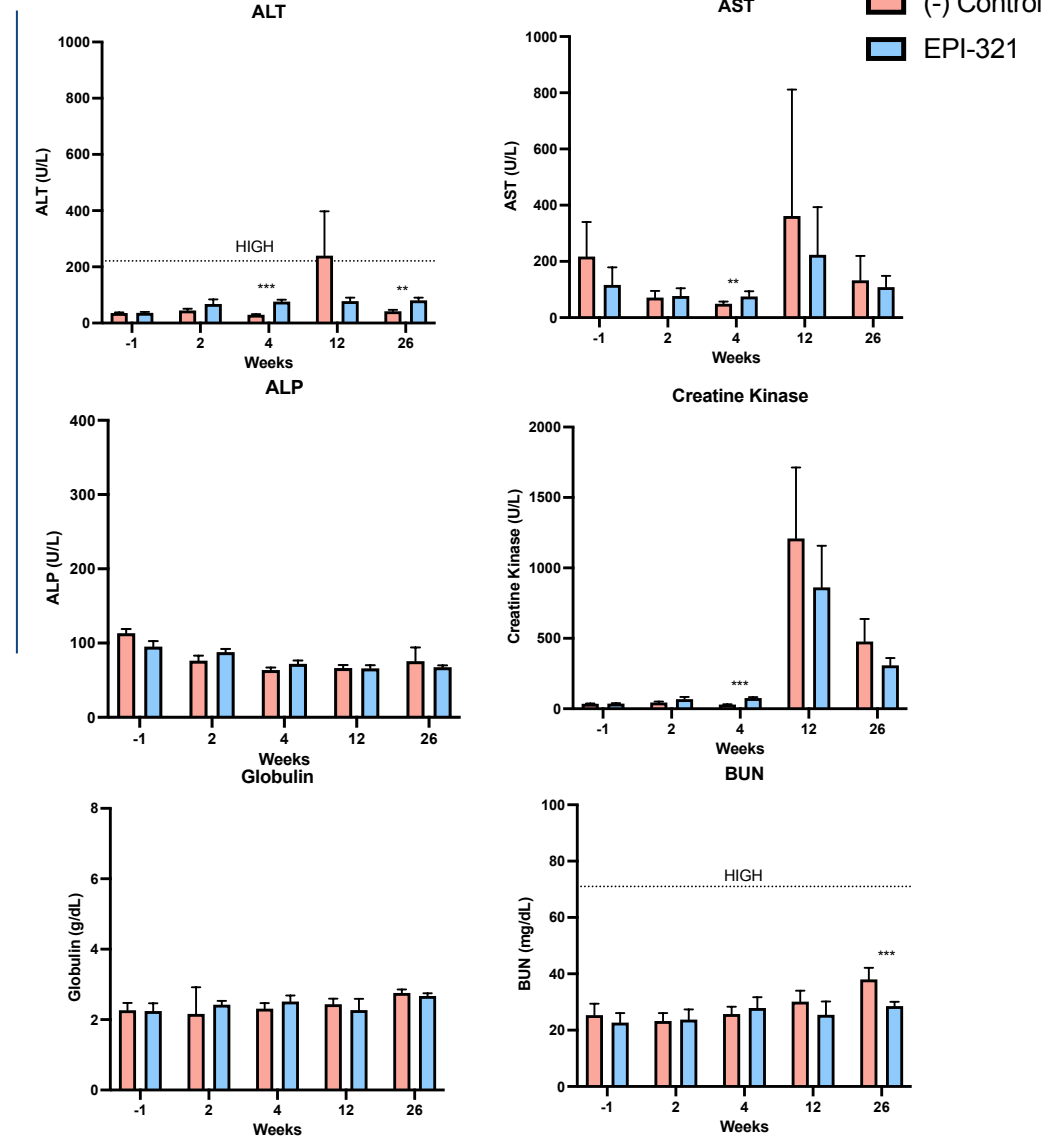 ALT
ALT (U/L)
1000
800
600
400
200
0
HIGH
***
**
-1 2 4 12 26
Weeks
AST
AST (U/L)
1000
800
600
400
200
0
**
-1 2 4 12 26
Weeks
(-) Control
EPI-321
ALP
ALP (U/L)
400
300
200
100
0
-1 2 4 12 26
Weeks
Creatine Kinase
Creatine Kinase (U/L)
2000
1500
1000
500
0
***
-1 2 4 12 26
Weeks
Globulin
Globulin (g/dL)
8
6
4
2
0
-1 2 4 12 26
Weeks
BUN
BUN (mg/dL)
100
80
60
40
20
0
HIGH
***
-1 2 4 12 26
Weeks